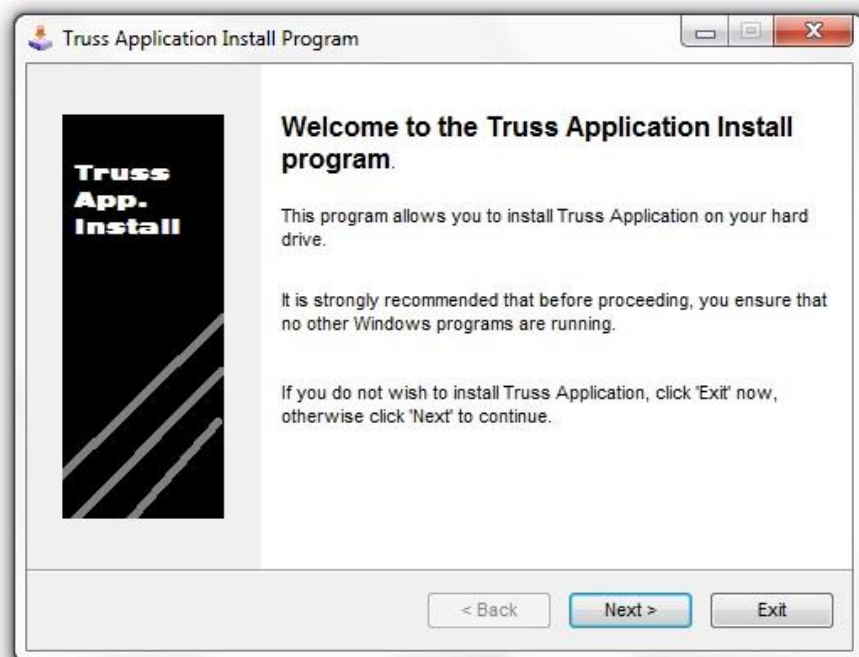 Truss Application Install Program
Truss
App.
Install
Welcome to the Truss Application Install
program.
This program allows you to install Truss Application on your hard
drive.
It is strongly recommended that before proceeding, you ensure that
no other Windows programs are running.
If you do not wish to install Truss Application, click 'Exit' now,
otherwise click 'Next' to continue.
< Back
Next >
Exit